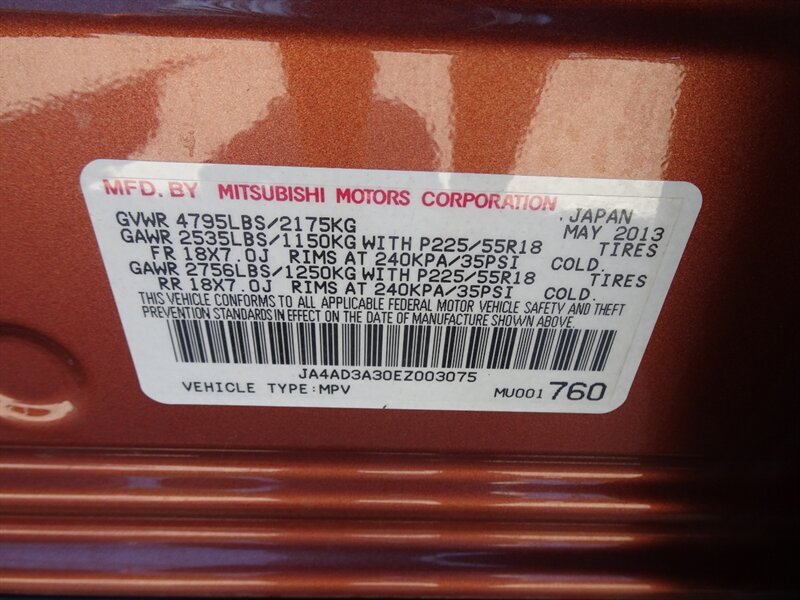 MFD. BY MITSUBISHI MOTORS CORPORATION, JAPAN
GVWR 4795LBS/2175KG MAY 2013
GAWR 2535LBS/1150KG WITH P225/55R18 TIRES
FR 18X7.0J RIMS AT 240KPA/35PSI COLD.
GAWR 2756LBS/1250KG WITH P225/55R18 TIRES
RR 18X7.0J RIMS AT 240KPA/35PSI COLD.
THIS VEHICLE CONFORMS TO ALL APPLICABLE FEDERAL MOTOR VEHICLE SAFETY AND THEFT
PREVENTION STANDARDS IN EFFECT ON THE DATE OF MANUFACTURE SHOWN ABOVE.
JA4AD3A30EZ003075
VEHICLE TYPE:MPV MU001760